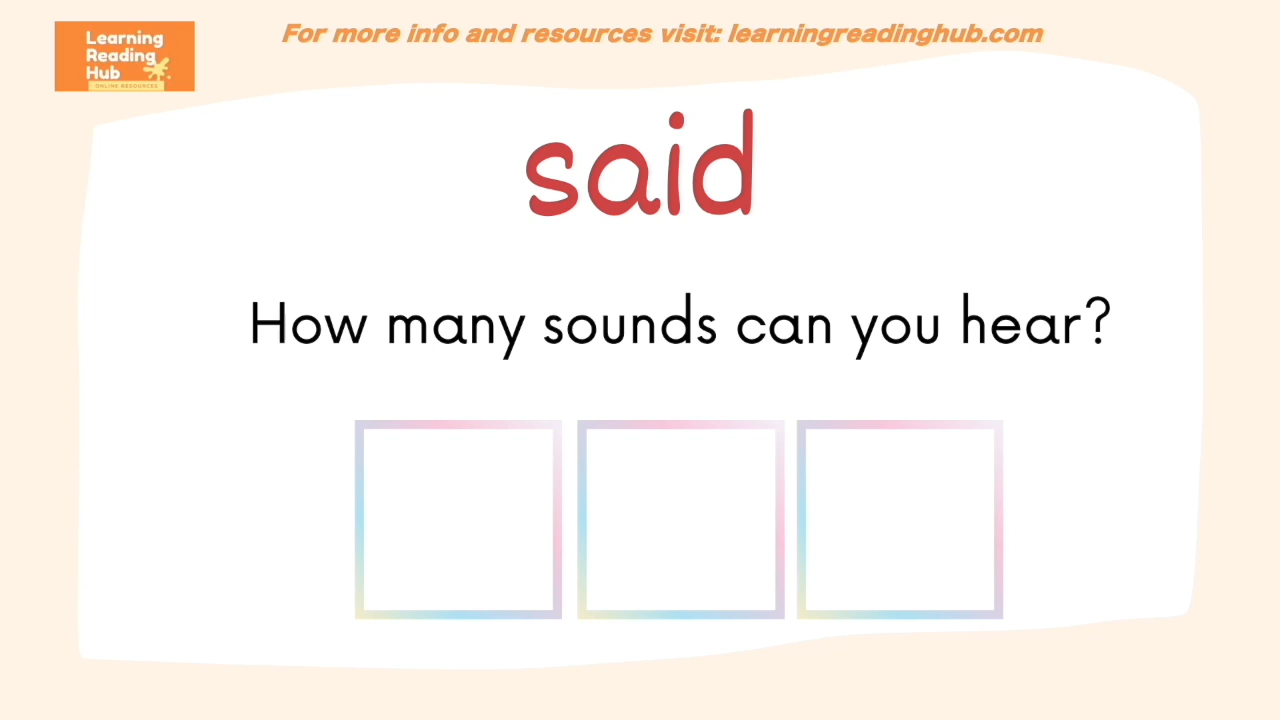 Learning
Reading
Hub
ONLINE RESOURCES
For more info and resources visit: learningreadinghub.com
said
How many sounds can you hear?